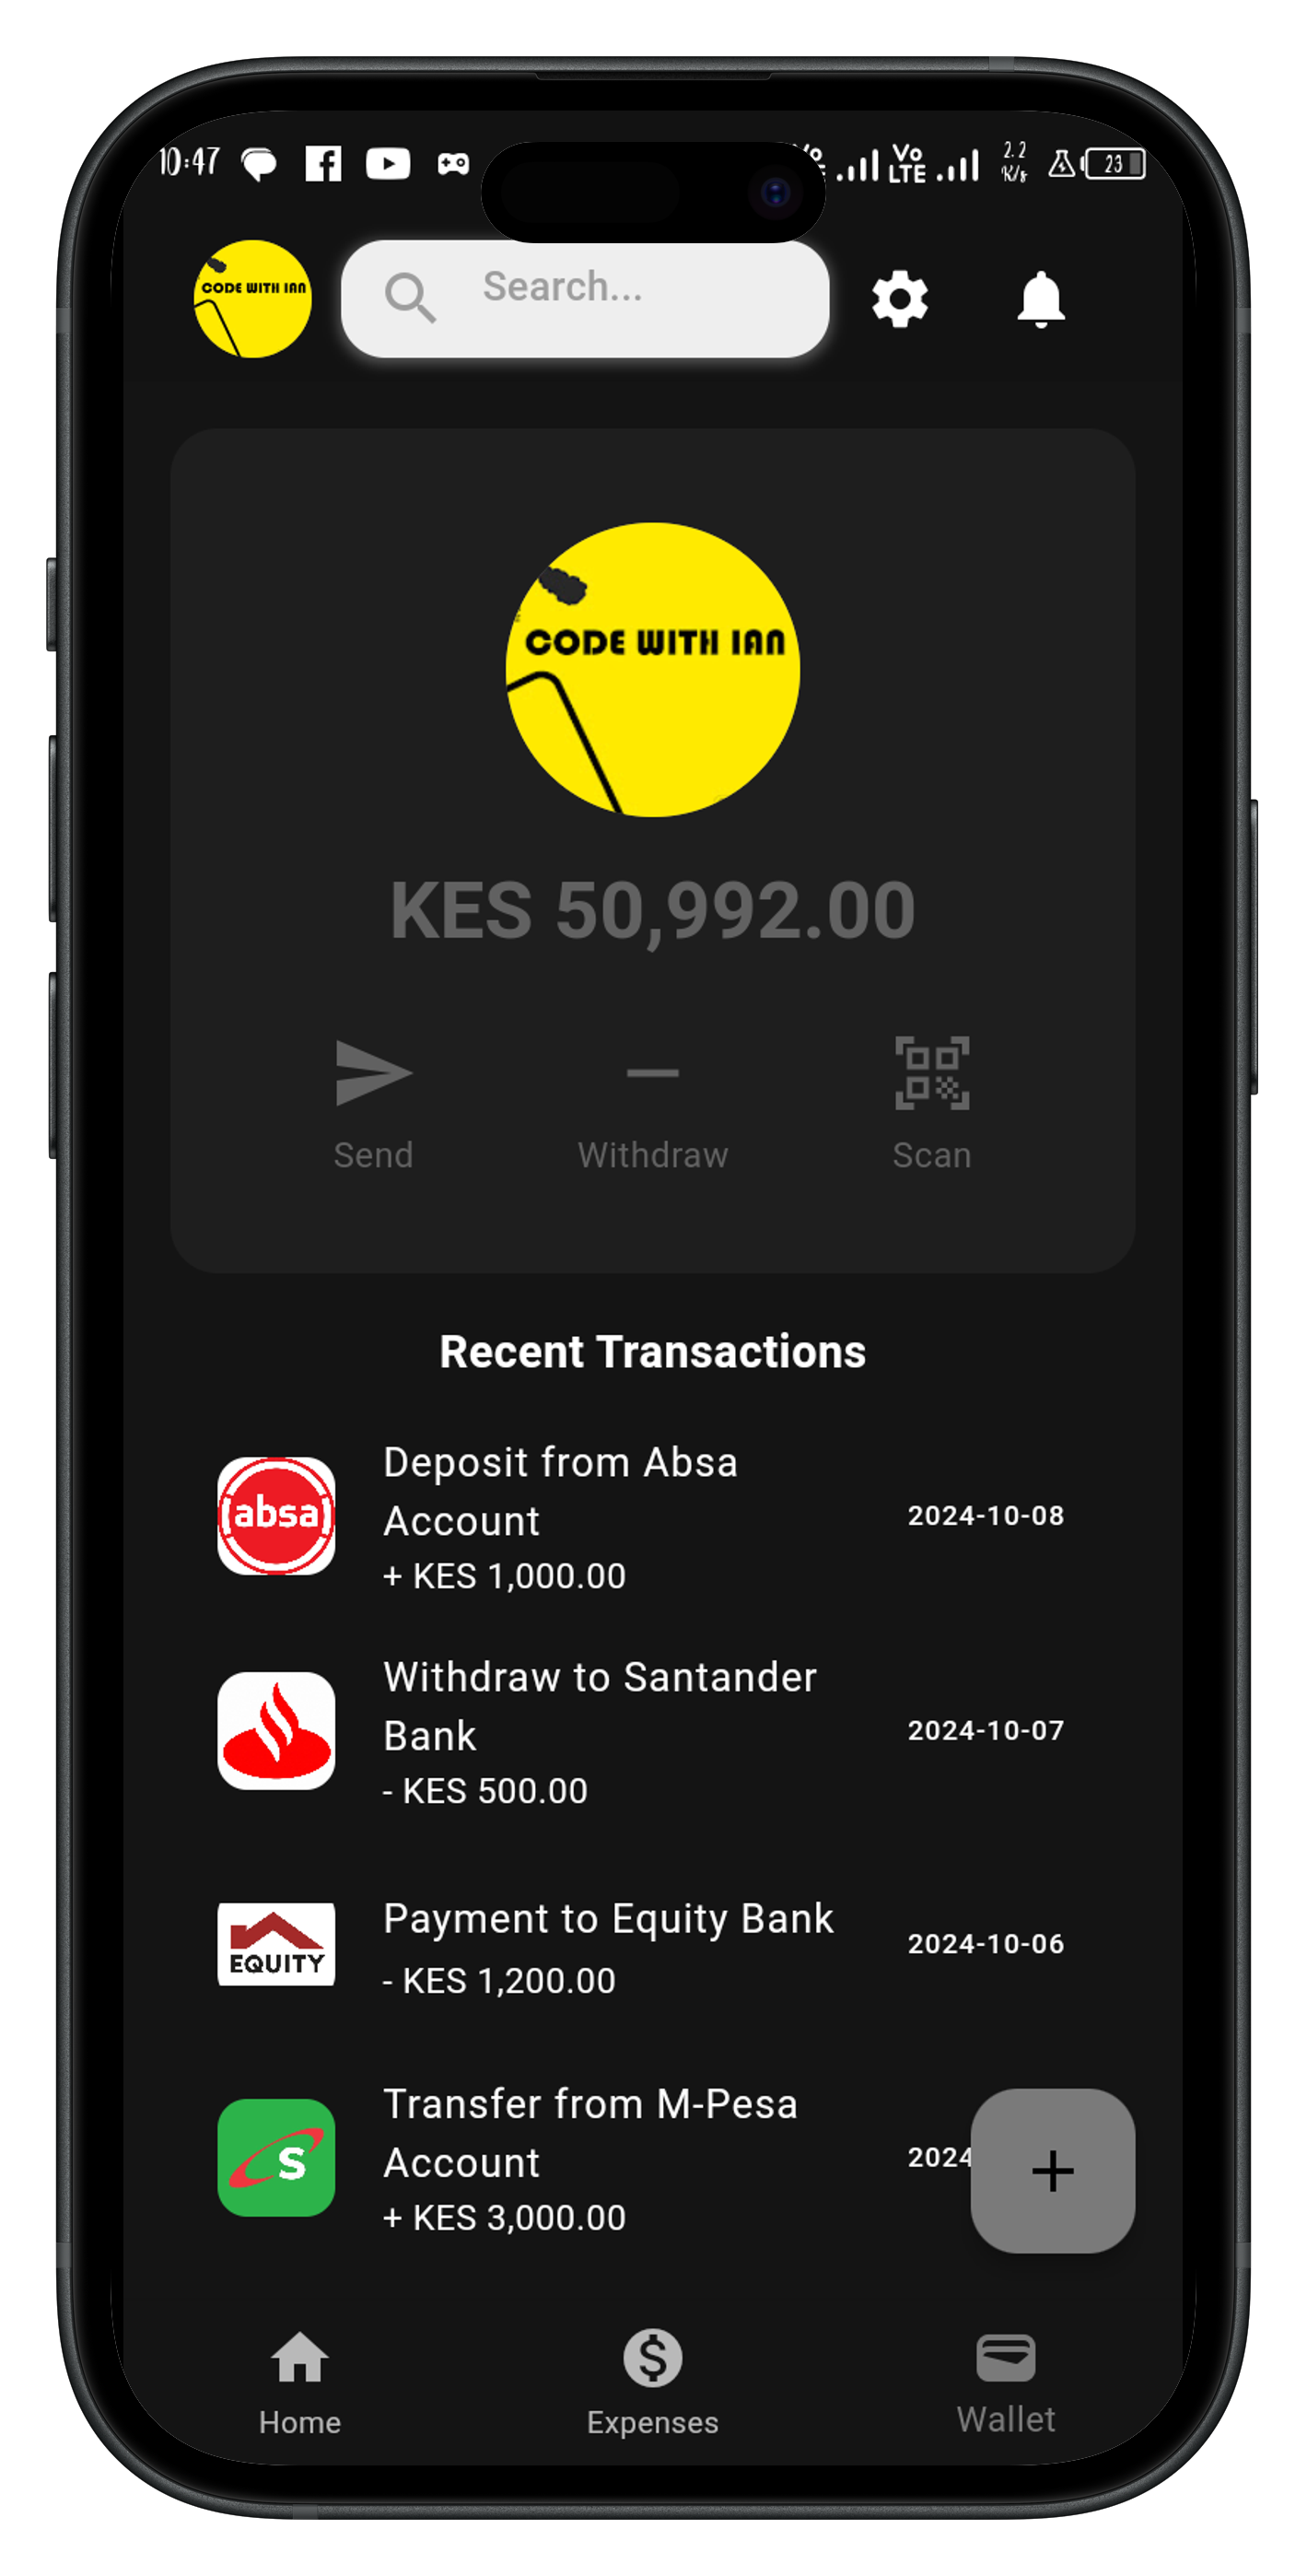 10:47
Vo LTE
2.2 K/s
23
CODE WITH IAN
Search...
CODE WITH IAN
KES 50,992.00
Send Withdraw Scan
Recent Transactions
absa
Deposit from Absa
Account
+ KES 1,000.00
2024-10-08
Withdraw to Santander
Bank
- KES 500.00
2024-10-07
EQUITY
Payment to Equity Bank
- KES 1,200.00
2024-10-06
S
Transfer from M-Pesa
Account
+ KES 3,000.00
2024
+
Home Expenses Wallet